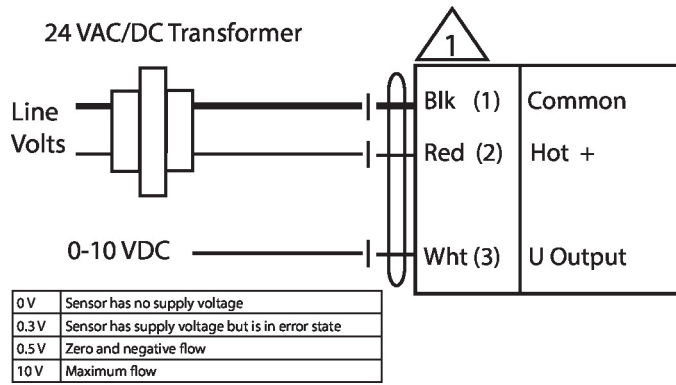 24 VAC/DC Transformer
1
Line
Volts
Blk (1) Common
Red (2) Hot +
0-10 VDC
Wht (3) U Output
0 V Sensor has no supply voltage
0.3 V Sensor has supply voltage but is in error state
0.5 V Zero and negative flow
10 V Maximum flow